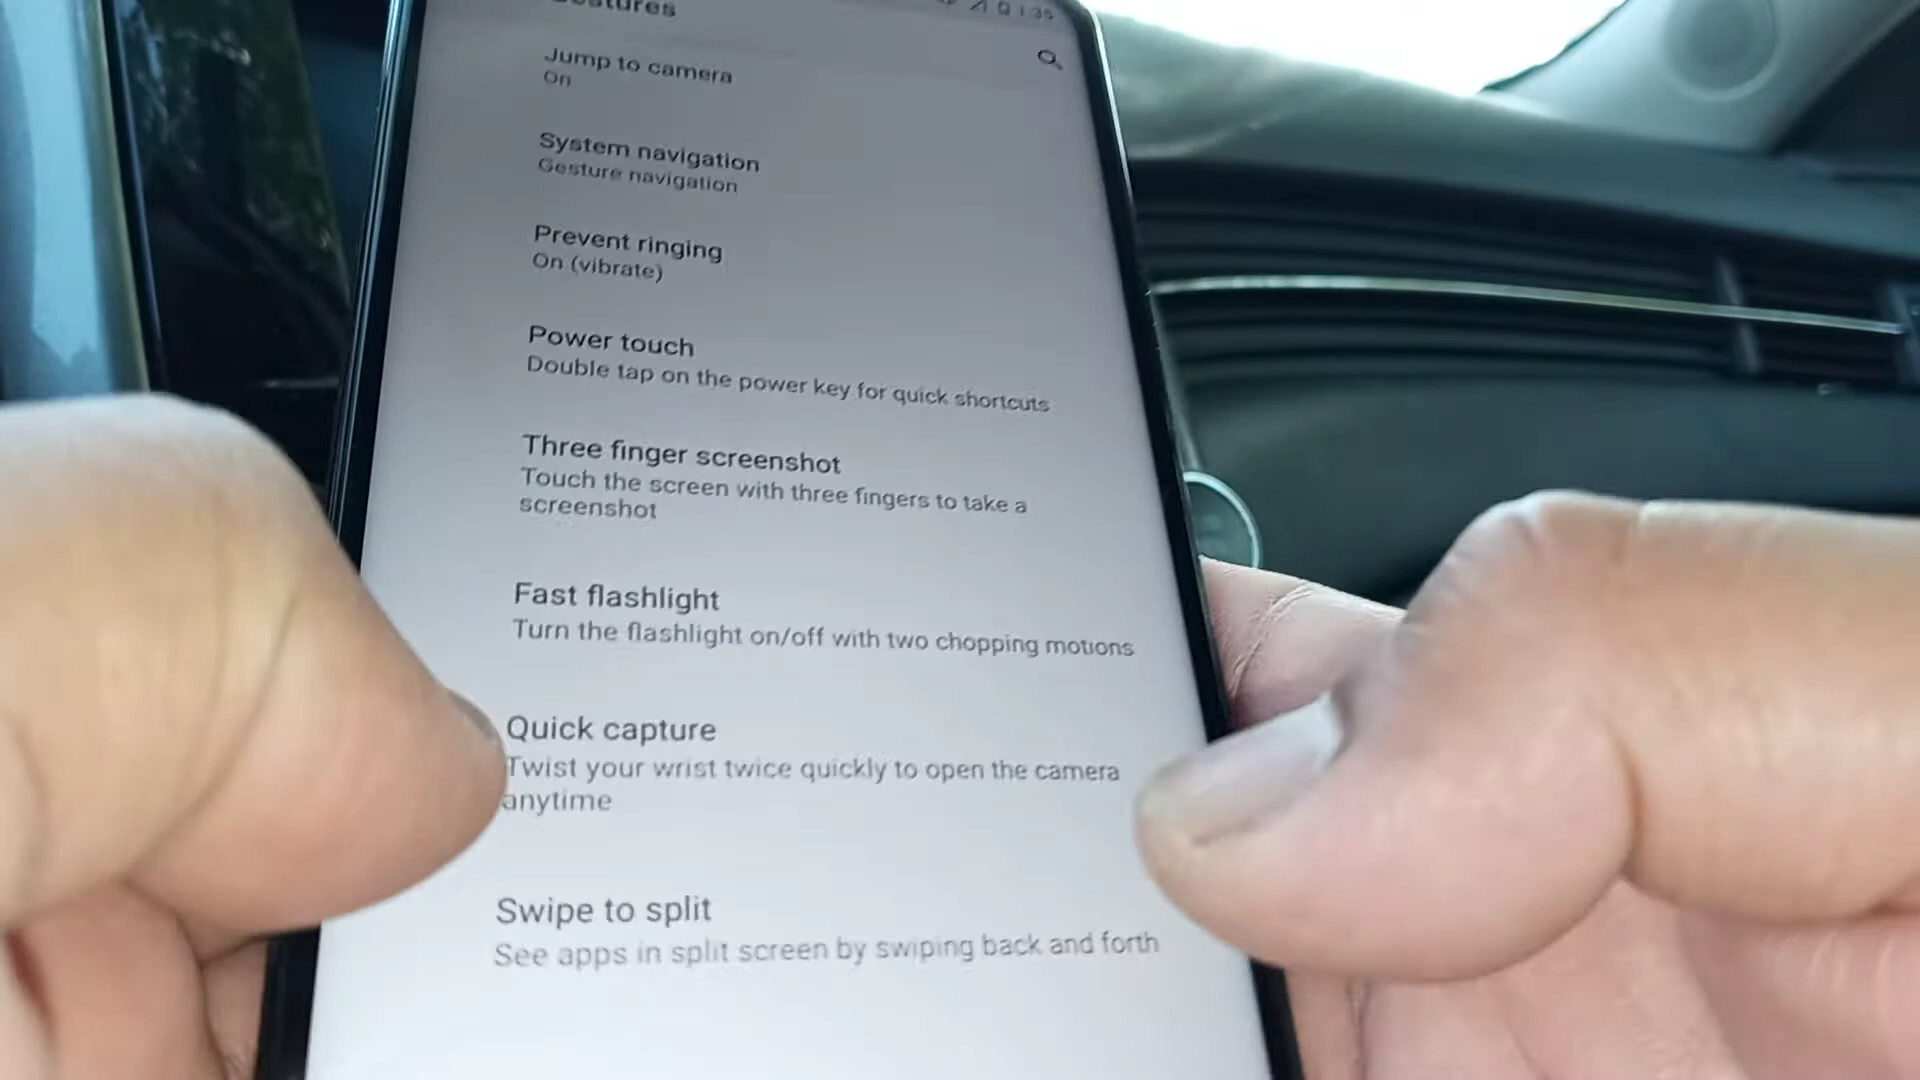 Gestures
1:35
Jump to camera
On
System navigation
Gesture navigation
Prevent ringing
On (vibrate)
Power touch
Double tap on the power key for quick shortcuts
Three finger screenshot
Touch the screen with three fingers to take a
screenshot
Fast flashlight
Turn the flashlight on/off with two chopping motions
Quick capture
Twist your wrist twice quickly to open the camera
anytime
Swipe to split
See apps in split screen by swiping back and forth